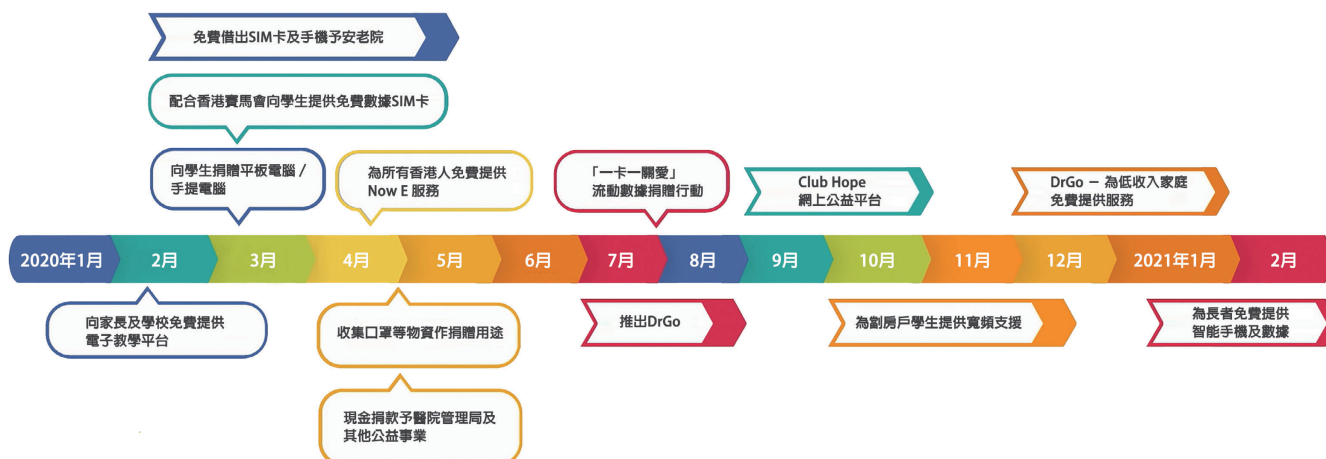 免費借出SIM卡及手機予安老院
配合香港賽馬會向學生提供免費數據SIM卡
向學生捐贈平板電腦 /
手提電腦
為所有香港人免費提供
Now E 服務
「一卡一關愛」
流動數據捐贈行動
Club Hope
網上公益平台
DrGo － 為低收入家庭
免費提供服務
2020年1月
2月
3月
4月
5月
6月
7月
8月
9月
10月
11月
12月
2021年1月
2月
向家長及學校免費提供
電子教學平台
收集口罩等物資作捐贈用途
現金捐款予醫院管理局及
其他公益事業
推出DrGo
為劏房戶學生提供寬頻支援
為長者免費提供
智能手機及數據